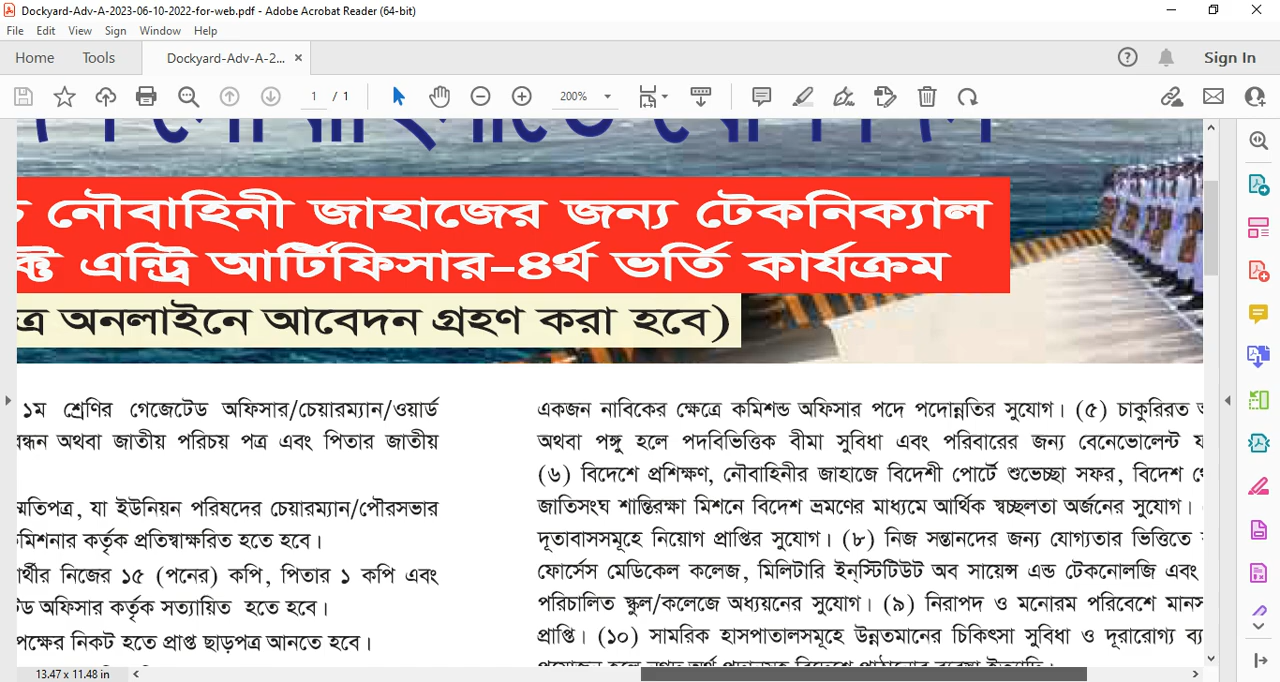 Dockyard-Adv-A-2023-06-10-2022-for-web.pdf - Adobe Acrobat Reader (64-bit)
File Edit View Sign Window Help
Home Tools Dockyard-Adv-A-2... × Sign In
1 / 1 200%
নৌবাহিনী জাহাজের জন্য টেকনিক্যাল
এন্ট্রি আর্টিফিসার-৪র্থ ভর্তি কার্যক্রম
অনলাইনে আবেদন গ্রহণ করা হবে)
১ম শ্রেণির গেজেটেড অফিসার/চেয়ারম্যান/ওয়ার্ড
অথবা জাতীয় পরিচয় পত্র এবং পিতার জাতীয়
যা ইউনিয়ন পরিষদের চেয়ারম্যান/পৌরসভার
কর্তৃক প্রতিস্বাক্ষরিত হতে হবে।
নিজের ১৫ (পনের) কপি, পিতার ১ কপি এবং
অফিসার কর্তৃক সত্যায়িত হতে হবে।
পক্ষের নিকট হতে প্রাপ্ত ছাড়পত্র আনতে হবে।
একজন নাবিকের ক্ষেত্রে কমিশন্ড অফিসার পদে পদোন্নতির সুযোগ। (৫) চাকুরিরত
অথবা পঙ্গু হলে পদবিভিত্তিক বীমা সুবিধা এবং পরিবারের জন্য বেনেভোলেন্ট
(৬) বিদেশে প্রশিক্ষণ, নৌবাহিনীর জাহাজে বিদেশী পোর্টে শুভেচ্ছা সফর, বিদেশ
জাতিসংঘ শান্তিরক্ষা মিশনে বিদেশ ভ্রমণের মাধ্যমে আর্থিক স্বচ্ছলতা অর্জনের সুযোগ।
দূতাবাসসমূহে নিয়োগ প্রাপ্তির সুযোগ। (৮) নিজ সন্তানদের জন্য যোগ্যতার ভিত্তিতে
ফোর্সেস মেডিকেল কলেজ, মিলিটারি ইন্‌স্টিটিউট অব সায়েন্স এন্ড টেকনোলজি এবং
পরিচালিত স্কুল/কলেজে অধ্যয়নের সুযোগ। (৯) নিরাপদ ও মনোরম পরিবেশে
প্রাপ্তি। (১০) সামরিক হাসপাতালসমূহে উন্নতমানের চিকিৎসা সুবিধা ও দূরারোগ্য
13.47 x 11.48 in